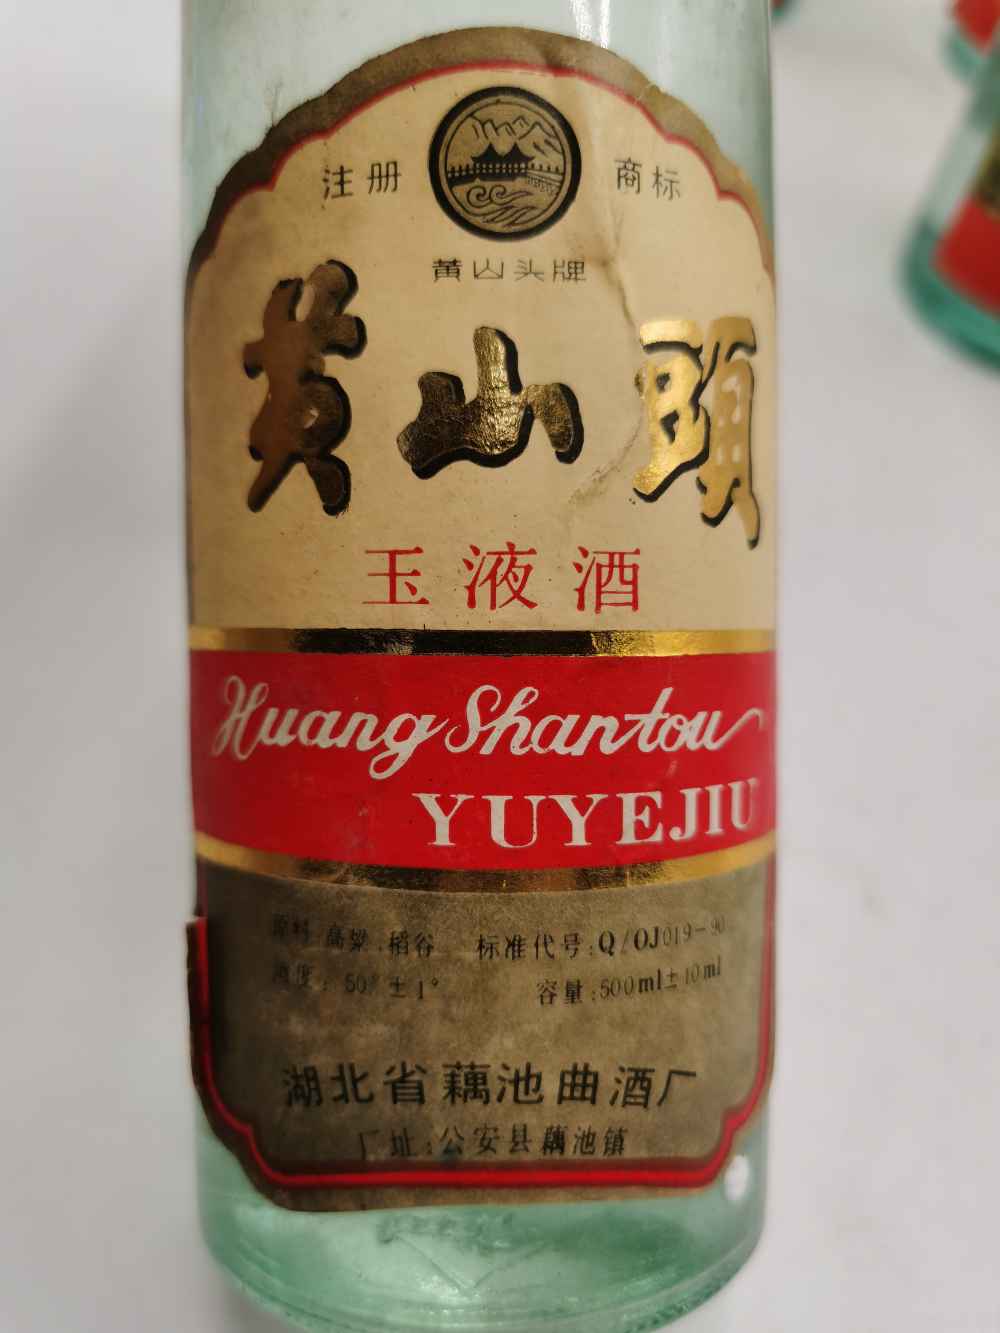 注册 商标
黄山头牌
黄山頭
玉液酒
Huang Shantou
YUYEJIU
原料:高粱.稻谷 标准代号:Q/OJ019-90
酒度:50°±1° 容量:500ml±10ml
湖北省藕池曲酒厂
厂址:公安县藕池镇